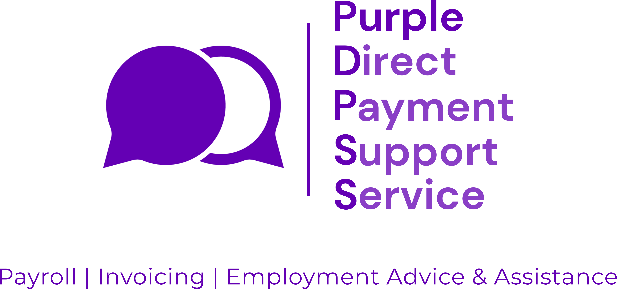 Purple
Direct
Payment
Support
Service
Payroll | Invoicing | Employment Advice & Assistance